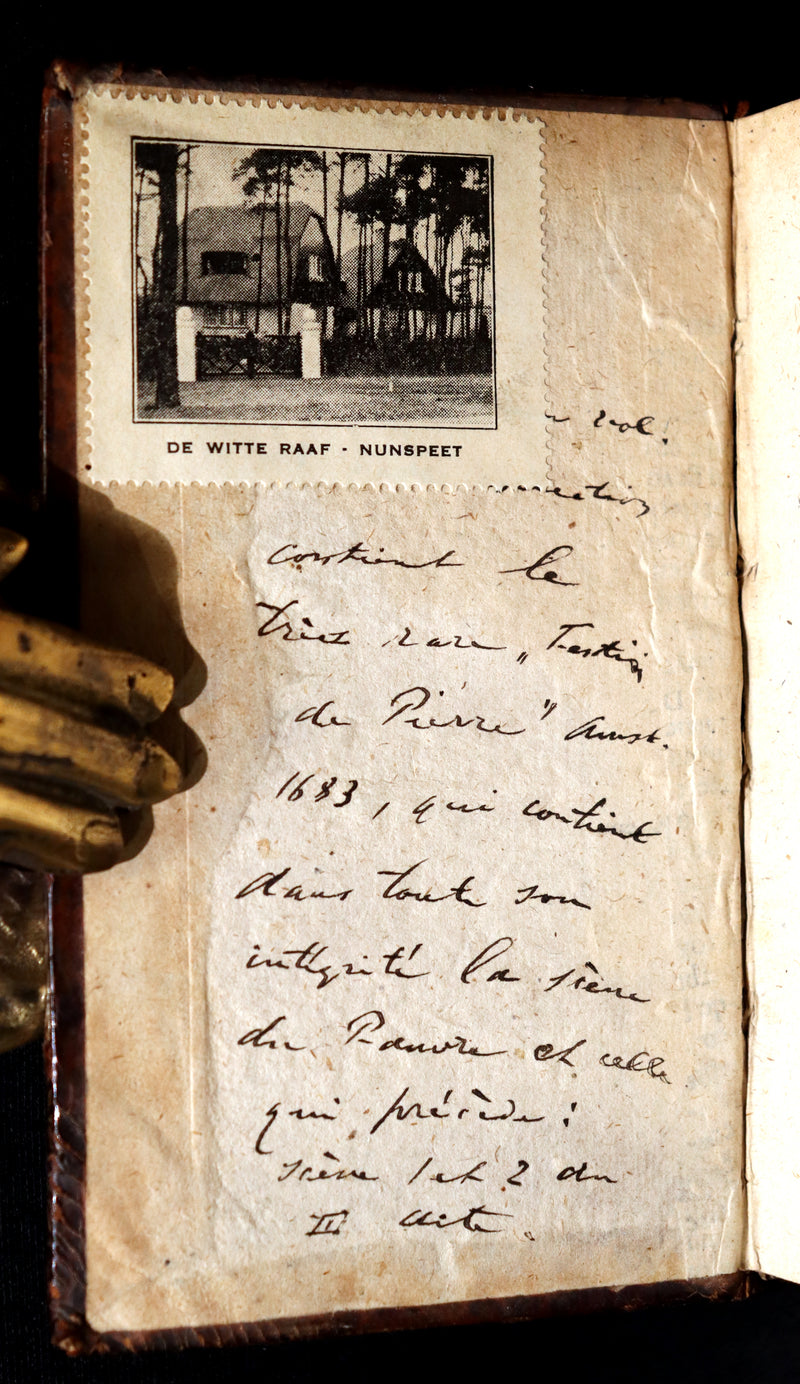 DE WITTE RAAF · NUNSPEET
vol.
contient le
très rare „Festin
de Pierre" Amst.
1683, qui contient
dans toute son
intégrité la scène
du Pauvre et celle
qui précède:
scène 1 et 2 du
III acte.